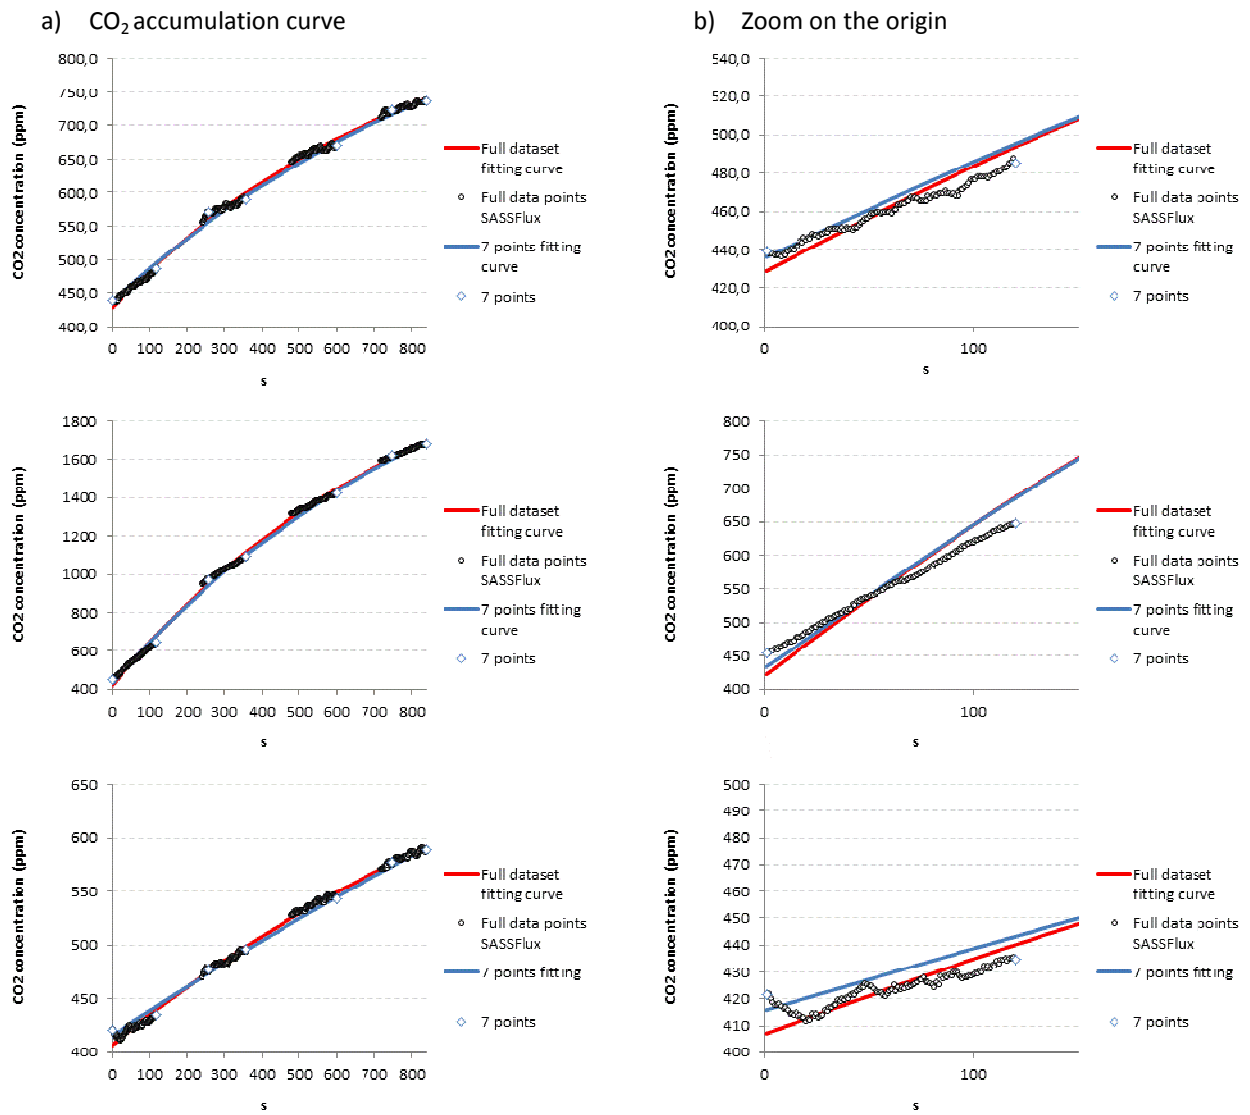 a) CO2 accumulation curve
800,0
750,0
700,0
650,0
600,0
550,0
500,0
450,0
400,0
CO2 concentration (ppm)
0 100 200 300 400 500 600 700 800
s
Full dataset
fitting curve
Full data points
SASSFlux
7 points fitting
curve
7 points
b) Zoom on the origin
540,0
520,0
500,0
480,0
460,0
440,0
420,0
400,0
CO2 concentration (ppm)
0 100
s
Full dataset
fitting curve
Full data points
SASSFlux
7 points fitting
curve
7 points
1800
1600
1400
1200
1000
800
600
400
CO2 concentration (ppm)
0 100 200 300 400 500 600 700 800
s
Full dataset
fitting curve
Full data points
SASSFlux
7 points fitting
curve
7 points
800
750
700
650
600
550
500
450
400
CO2 concentration (ppm)
0 100
s
Full dataset
fitting curve
Full data points
SASSFlux
7 points fitting
curve
7 points
650
600
550
500
450
400
CO2 concentration (ppm)
0 100 200 300 400 500 600 700 800
s
Full dataset
fitting curve
Full data points
SASSFlux
7 points fitting
7 points
500
490
480
470
460
450
440
430
420
410
400
CO2 concentration (ppm)
0 100
s
Full dataset
fitting curve
Full data points
SASSFlux
7 points fitting
7 points